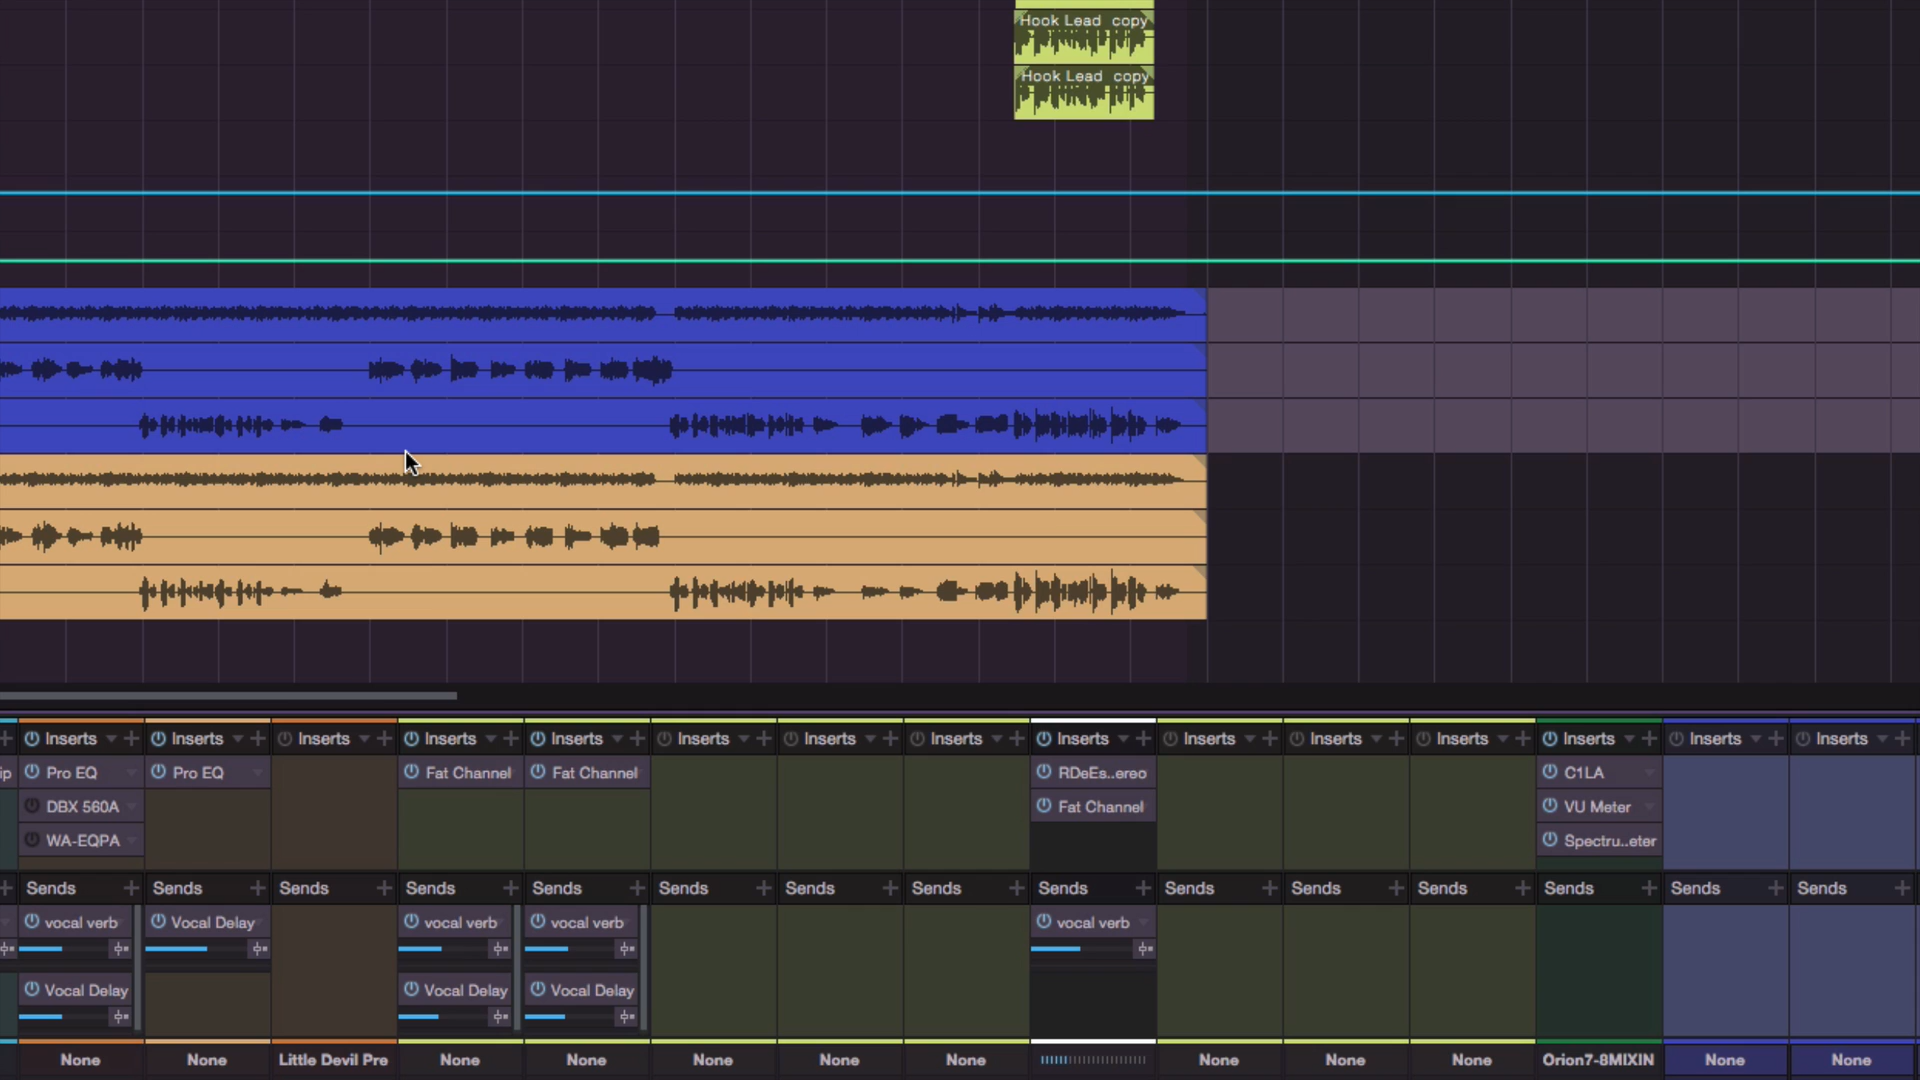 Hook Lead copy
Hook Lead copy
Inserts Inserts Inserts Inserts Inserts Inserts Inserts Inserts Inserts Inserts Inserts Inserts Inserts Inserts Inserts
ip Pro EQ Pro EQ Fat Channel Fat Channel RDeEs..ereo C1LA
DBX 560A Fat Channel VU Meter
WA-EQPA Spectru..eter
Sends Sends Sends Sends Sends Sends Sends Sends Sends Sends Sends Sends Sends Sends Sends
vocal verb Vocal Delay vocal verb vocal verb vocal verb
Vocal Delay Vocal Delay Vocal Delay
None None Little Devil Pre None None None None None None None None Orion7-8MIXIN None None